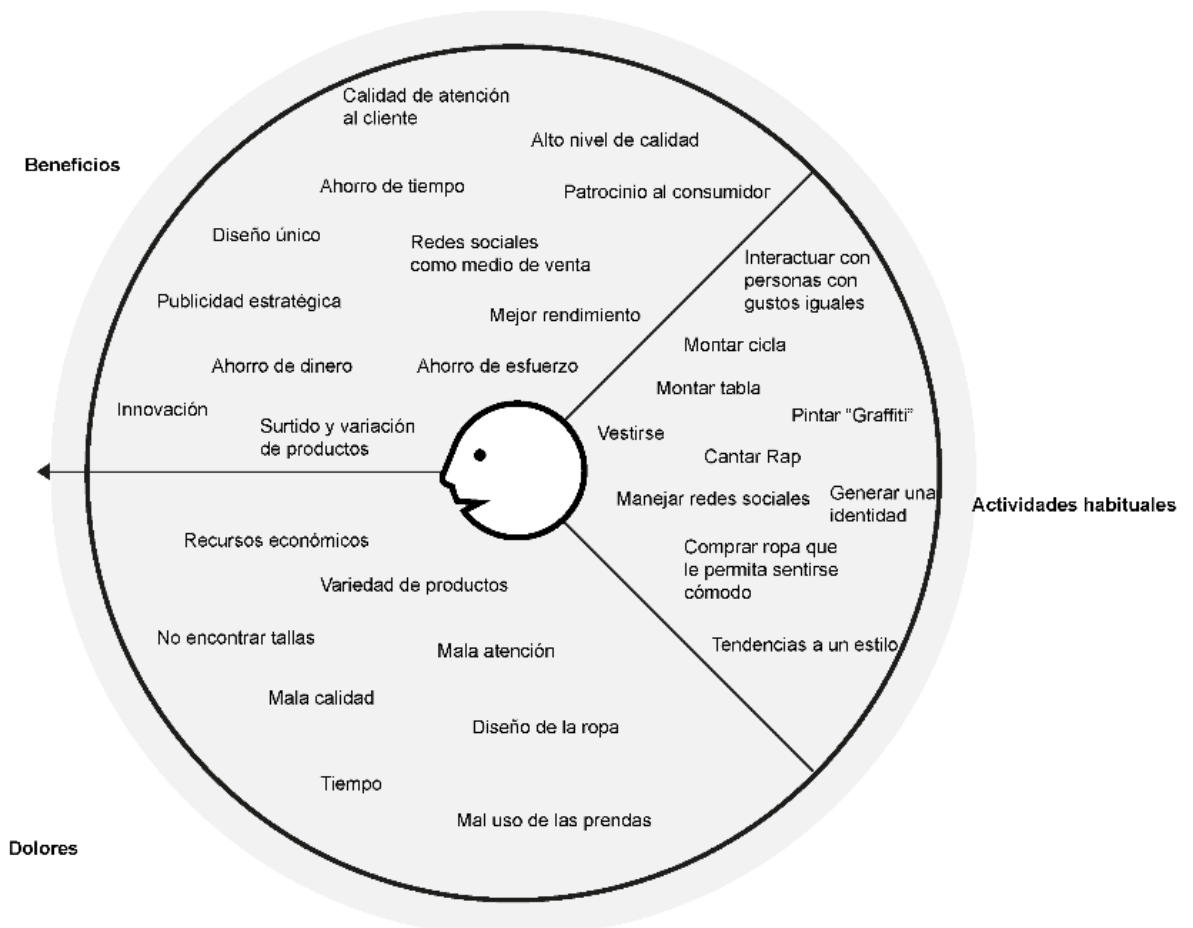 Beneficios
Calidad de atención
al cliente
Alto nivel de calidad
Ahorro de tiempo
Patrocinio al consumidor
Diseño único
Redes sociales
como medio de venta
Publicidad estratégica
Mejor rendimiento
Ahorro de dinero
Ahorro de esfuerzo
Innovación
Surtido y variación
de productos
Interactuar con
personas con
gustos iguales
Montar cicla
Montar tabla
Pintar “Graffiti”
Vestirse
Cantar Rap
Manejar redes sociales
Generar una
identidad
Actividades habituales
Comprar ropa que
le permita sentirse
cómodo
Tendencias a un estilo
Recursos económicos
Variedad de productos
No encontrar tallas
Mala atención
Mala calidad
Diseño de la ropa
Tiempo
Mal uso de las prendas
Dolores